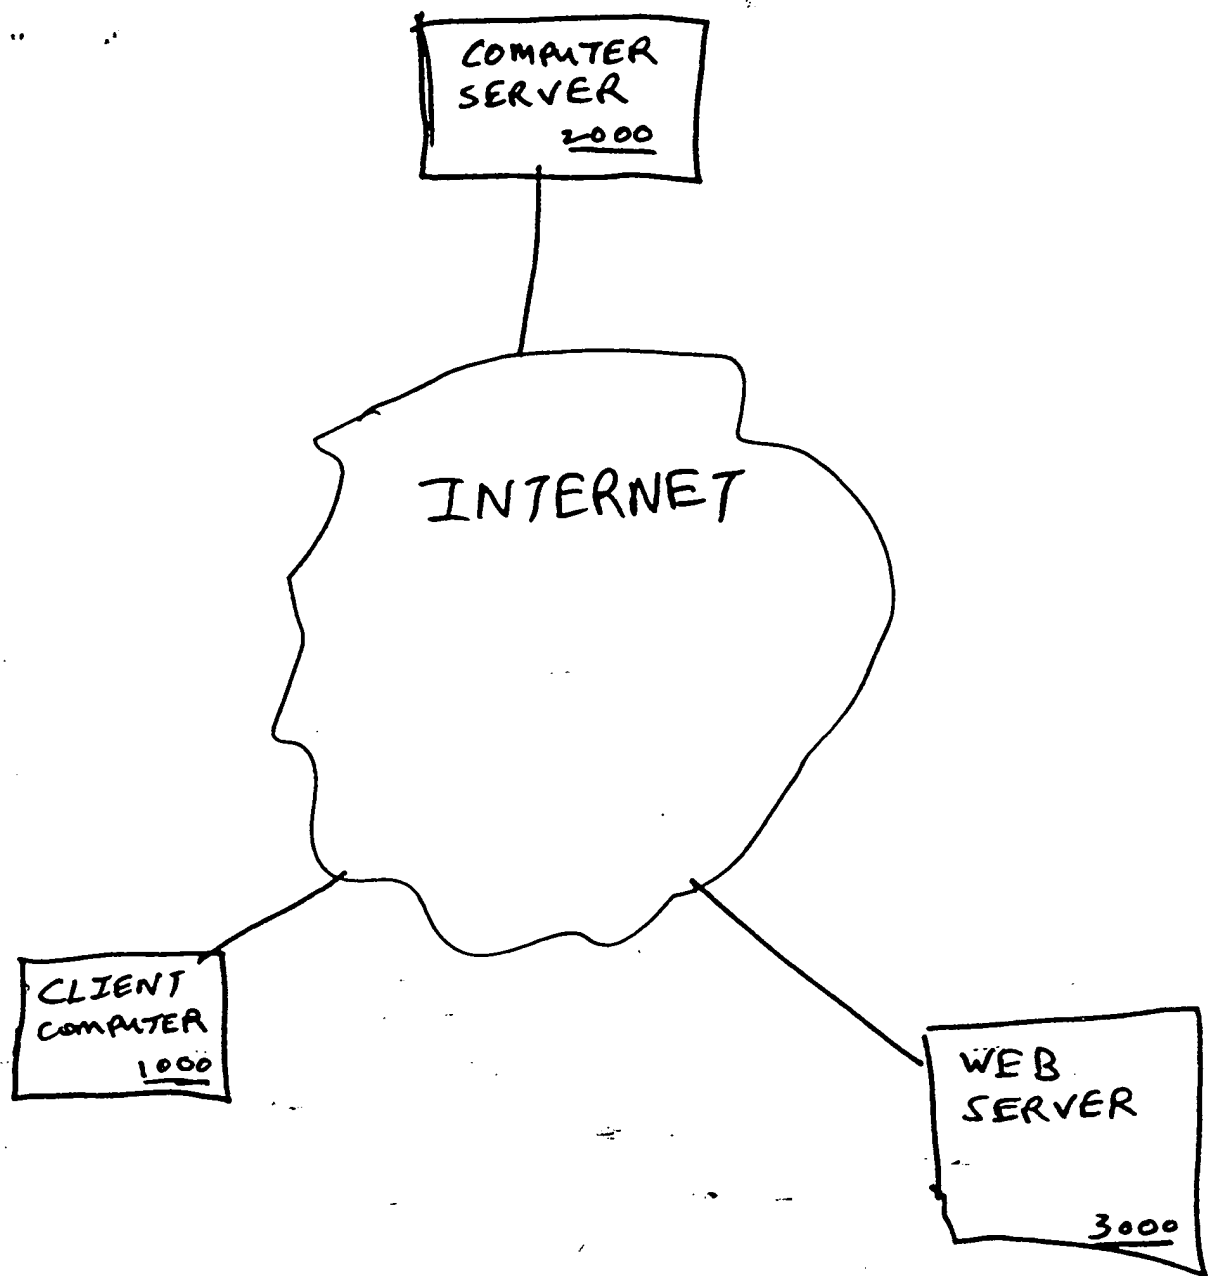 COMPUTER
SERVER
2000
INTERNET
CLIENT
COMPUTER
1000
WEB
SERVER
3000